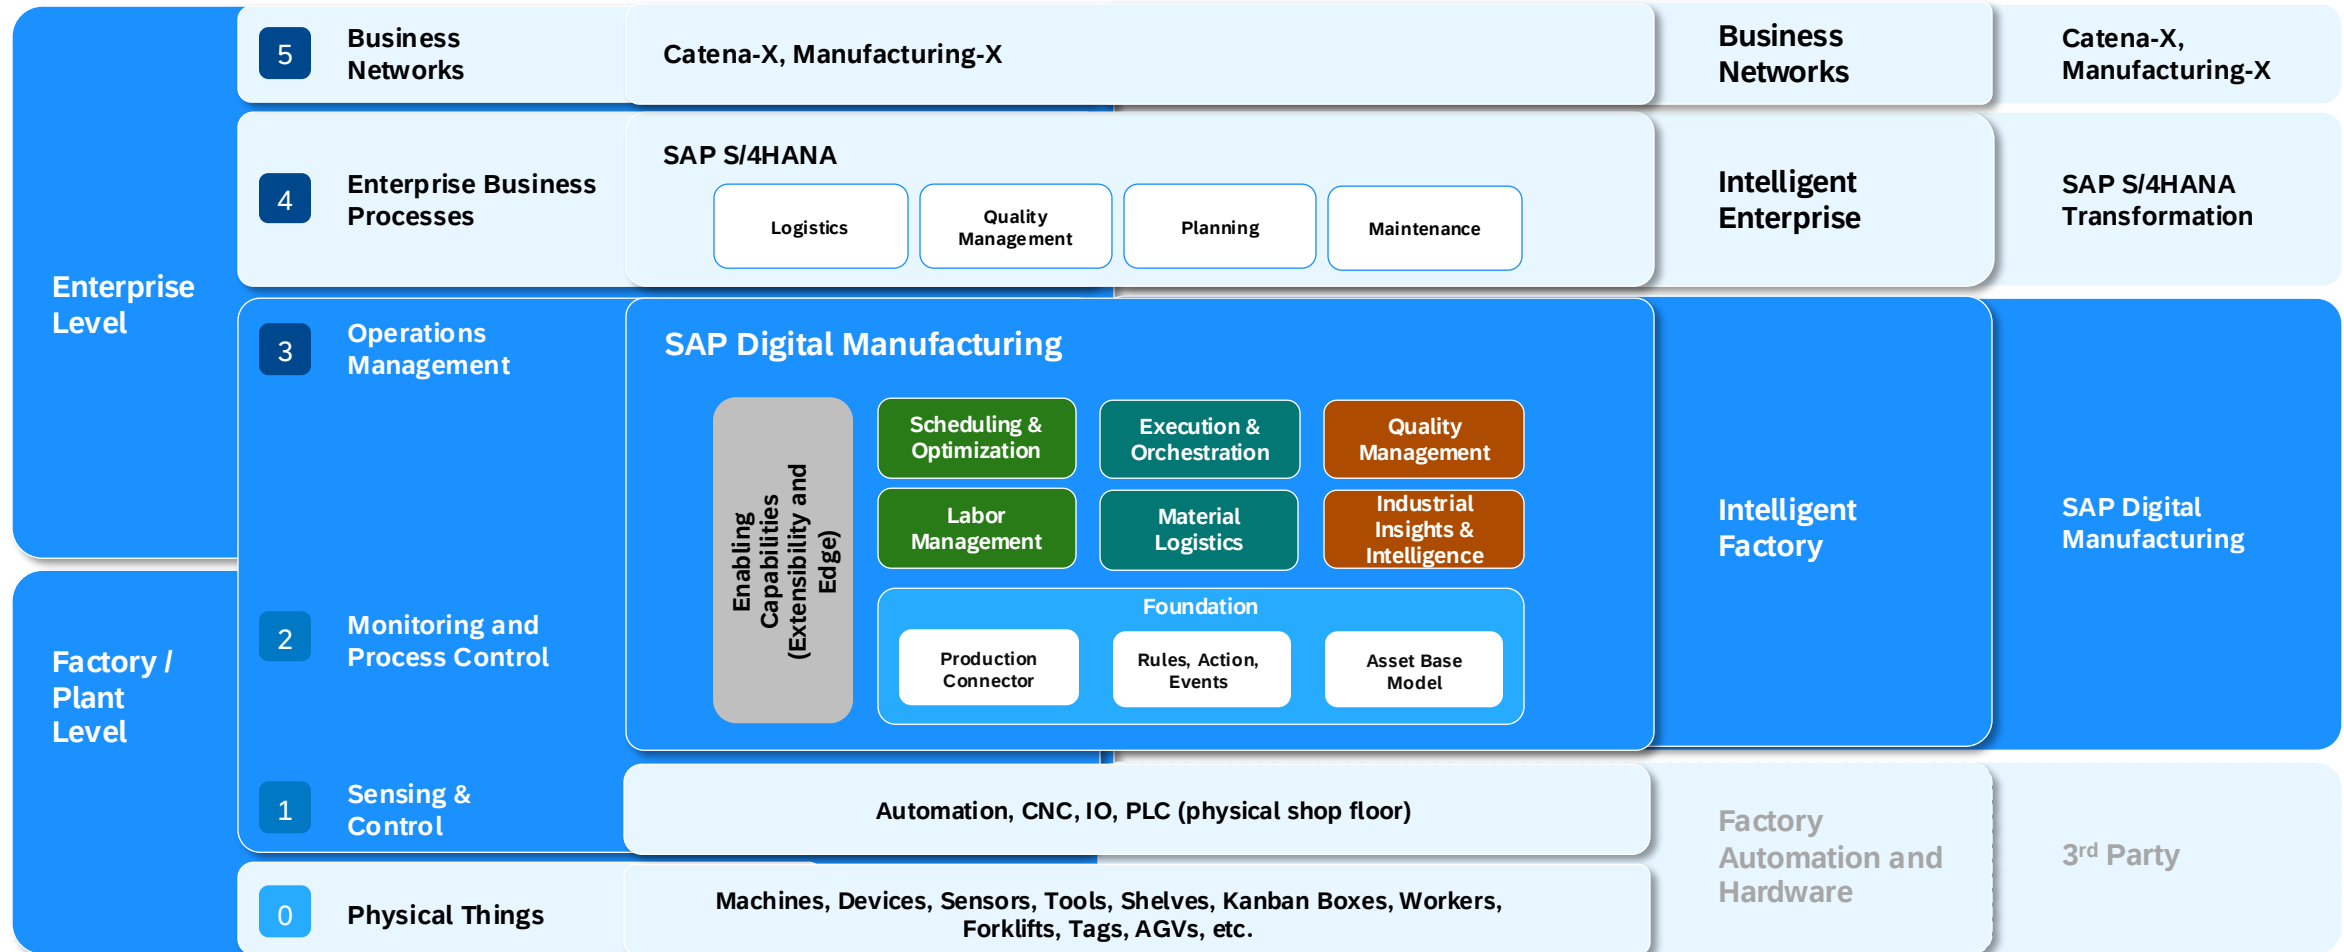 Enterprise
Level
Factory /
Plant
Level
5
Business
Networks
Catena-X, Manufacturing-X
Business
Networks
Catena-X,
Manufacturing-X
4
Enterprise Business
Processes
SAP S/4HANA
Logistics
Quality
Management
Planning
Maintenance
Intelligent
Enterprise
SAP S/4HANA
Transformation
3
Operations
Management
2
Monitoring and
Process Control
SAP Digital Manufacturing
Enabling
Capabilities
(Extensibility and
Edge)
Scheduling &
Optimization
Execution &
Orchestration
Quality
Management
Labor
Management
Material
Logistics
Industrial
Insights &
Intelligence
Foundation
Production
Connector
Rules, Action,
Events
Asset Base
Model
Intelligent
Factory
SAP Digital
Manufacturing
1
Sensing &
Control
Automation, CNC, IO, PLC (physical shop floor)
0
Physical Things
Machines, Devices, Sensors, Tools, Shelves, Kanban Boxes, Workers,
Forklifts, Tags, AGVs, etc.
Factory
Automation and
Hardware
3rd Party